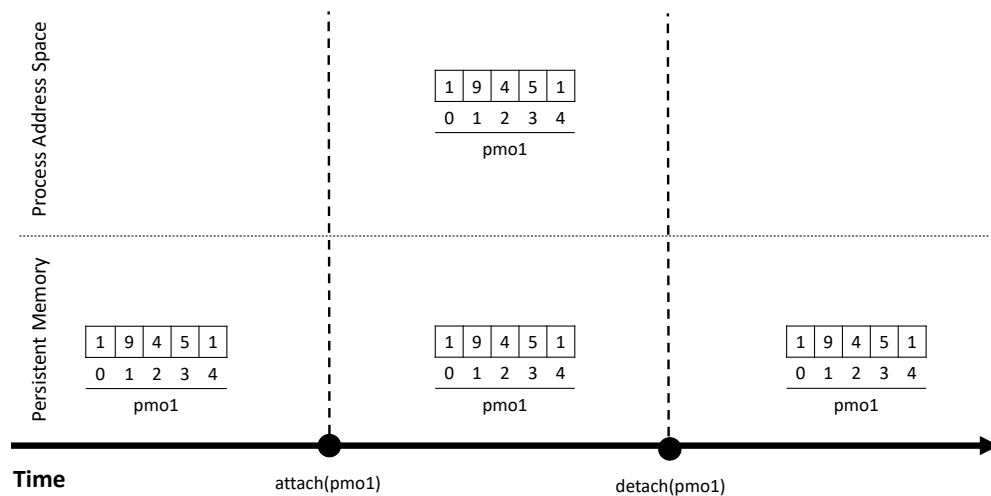 Process Address Space
1 9 4 5 1
0 1 2 3 4
pmo1
Persistent Memory
1 9 4 5 1
0 1 2 3 4
pmo1
1 9 4 5 1
0 1 2 3 4
pmo1
1 9 4 5 1
0 1 2 3 4
pmo1
Time
attach(pmo1)
detach(pmo1)